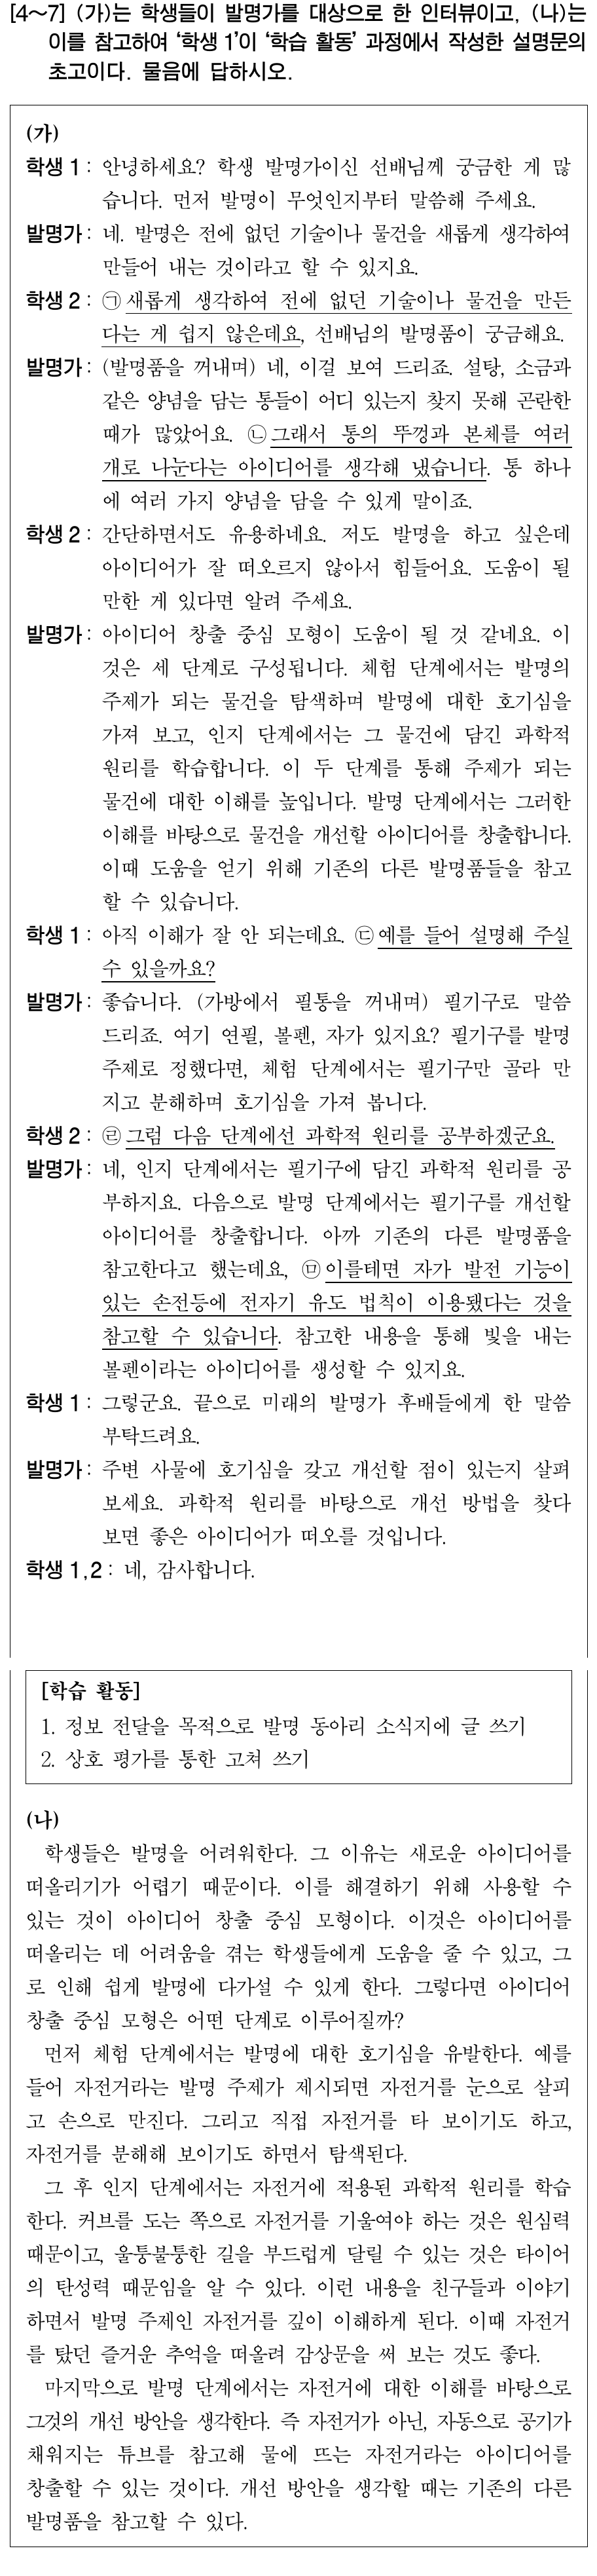 [4～7] (가)는 학생들이 발명가를 대상으로 한 인터뷰이고, (나)는
이를 참고하여 ‘학생 1’이 ‘학습 활동’ 과정에서 작성한 설명문의
초고이다. 물음에 답하시오.
(가)
학생 1 : 안녕하세요? 학생 발명가이신 선배님께 궁금한 게 많
습니다. 먼저 발명이 무엇인지부터 말씀해 주세요.
발명가 : 네. 발명은 전에 없던 기술이나 물건을 새롭게 생각하여
만들어 내는 것이라고 할 수 있지요.
학생 2 : ㉠새롭게 생각하여 전에 없던 기술이나 물건을 만든
다는 게 쉽지 않은데요, 선배님의 발명품이 궁금해요.
발명가 : (발명품을 꺼내며) 네, 이걸 보여 드리죠. 설탕, 소금과
같은 양념을 담는 통들이 어디 있는지 찾지 못해 곤란한
때가 많았어요. ㉡그래서 통의 뚜껑과 본체를 여러
개로 나눈다는 아이디어를 생각해 냈습니다. 통 하나
에 여러 가지 양념을 담을 수 있게 말이죠.
학생 2 : 간단하면서도 유용하네요. 저도 발명을 하고 싶은데
아이디어가 잘 떠오르지 않아서 힘들어요. 도움이 될
만한 게 있다면 알려 주세요.
발명가 : 아이디어 창출 중심 모형이 도움이 될 것 같네요. 이
것은 세 단계로 구성됩니다. 체험 단계에서는 발명의
주제가 되는 물건을 탐색하며 발명에 대한 호기심을
가져 보고, 인지 단계에서는 그 물건에 담긴 과학적
원리를 학습합니다. 이 두 단계를 통해 주제가 되는
물건에 대한 이해를 높입니다. 발명 단계에서는 그러한
이해를 바탕으로 물건을 개선할 아이디어를 창출합니다.
이때 도움을 얻기 위해 기존의 다른 발명품들을 참고
할 수 있습니다.
학생 1 : 아직 이해가 잘 안 되는데요. ㉢예를 들어 설명해 주실
수 있을까요?
발명가 : 좋습니다. (가방에서 필통을 꺼내며) 필기구로 말씀
드리죠. 여기 연필, 볼펜, 자가 있지요? 필기구를 발명
주제로 정했다면, 체험 단계에서는 필기구만 골라 만
지고 분해하며 호기심을 가져 봅니다.
학생 2 : ㉣그럼 다음 단계에선 과학적 원리를 공부하겠군요.
발명가 : 네, 인지 단계에서는 필기구에 담긴 과학적 원리를 공
부하지요. 다음으로 발명 단계에서는 필기구를 개선할
아이디어를 창출합니다. 아까 기존의 다른 발명품을
참고한다고 했는데요, ㉤이를테면 자가 발전 기능이
있는 손전등에 전자기 유도 법칙이 이용됐다는 것을
참고할 수 있습니다. 참고한 내용을 통해 빛을 내는
볼펜이라는 아이디어를 생성할 수 있지요.
학생 1 : 그렇군요. 끝으로 미래의 발명가 후배들에게 한 말씀
부탁드려요.
발명가 : 주변 사물에 호기심을 갖고 개선할 점이 있는지 살펴
보세요. 과학적 원리를 바탕으로 개선 방법을 찾다
보면 좋은 아이디어가 떠오를 것입니다.
학생 1, 2 : 네, 감사합니다.
[학습 활동]
1. 정보 전달을 목적으로 발명 동아리 소식지에 글 쓰기
2. 상호 평가를 통한 고쳐 쓰기
(나)
학생들은 발명을 어려워한다. 그 이유는 새로운 아이디어를
떠올리기가 어렵기 때문이다. 이를 해결하기 위해 사용할 수
있는 것이 아이디어 창출 중심 모형이다. 이것은 아이디어를
떠올리는 데 어려움을 겪는 학생들에게 도움을 줄 수 있고, 그
로 인해 쉽게 발명에 다가설 수 있게 한다. 그렇다면 아이디어
창출 중심 모형은 어떤 단계로 이루어질까?
먼저 체험 단계에서는 발명에 대한 호기심을 유발한다. 예를
들어 자전거라는 발명 주제가 제시되면 자전거를 눈으로 살피
고 손으로 만진다. 그리고 직접 자전거를 타 보이기도 하고,
자전거를 분해해 보이기도 하면서 탐색된다.
그 후 인지 단계에서는 자전거에 적용된 과학적 원리를 학습
한다. 커브를 도는 쪽으로 자전거를 기울여야 하는 것은 원심력
때문이고, 울퉁불퉁한 길을 부드럽게 달릴 수 있는 것은 타이어
의 탄성력 때문임을 알 수 있다. 이런 내용을 친구들과 이야기
하면서 발명 주제인 자전거를 깊이 이해하게 된다. 이때 자전거
를 탔던 즐거운 추억을 떠올려 감상문을 써 보는 것도 좋다.
마지막으로 발명 단계에서는 자전거에 대한 이해를 바탕으로
그것의 개선 방안을 생각한다. 즉 자전거가 아닌, 자동으로 공기가
채워지는 튜브를 참고해 물에 뜨는 자전거라는 아이디어를
창출할 수 있는 것이다. 개선 방안을 생각할 때는 기존의 다른
발명품을 참고할 수 있다.